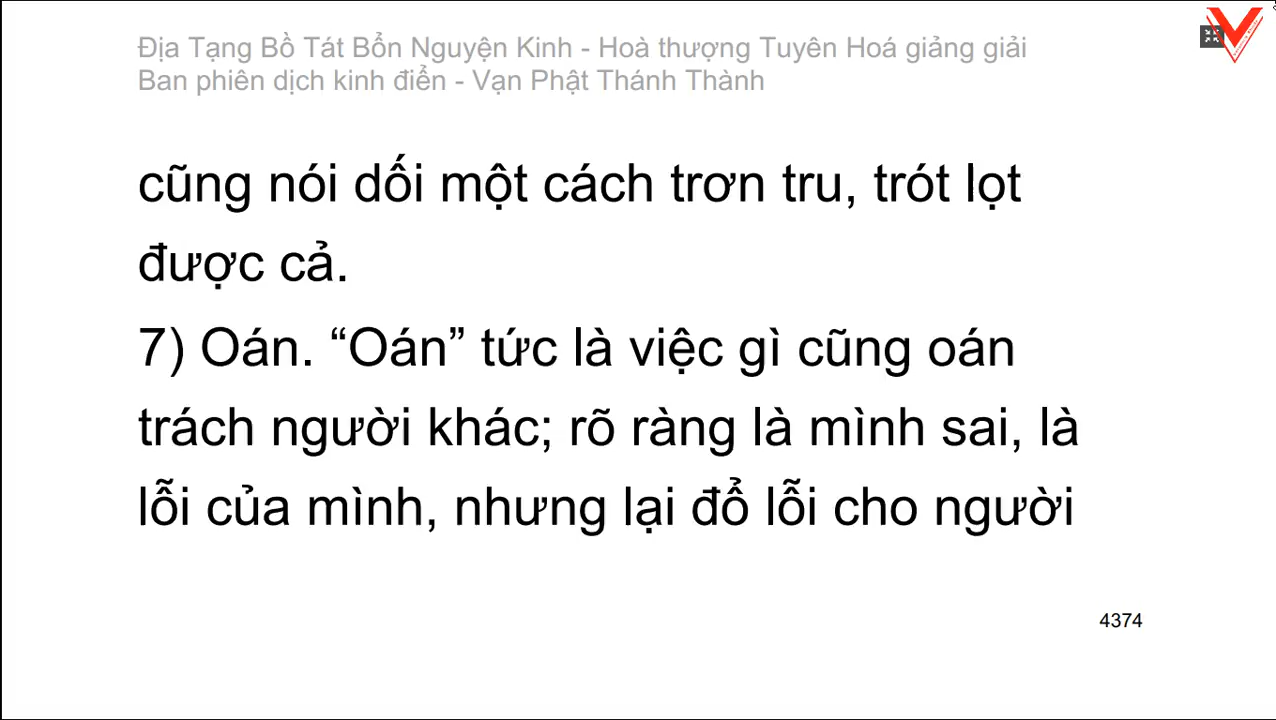 Địa Tạng Bồ Tát Bổn Nguyện Kinh - Hoà thượng Tuyên Hoá giảng giải
Ban phiên dịch kinh điển - Vạn Phật Thánh Thành
cũng nói dối một cách trơn tru, trót lọt
được cả.
7) Oán. “Oán” tức là việc gì cũng oán
trách người khác; rõ ràng là mình sai, là
lỗi của mình, nhưng lại đổ lỗi cho người
4374